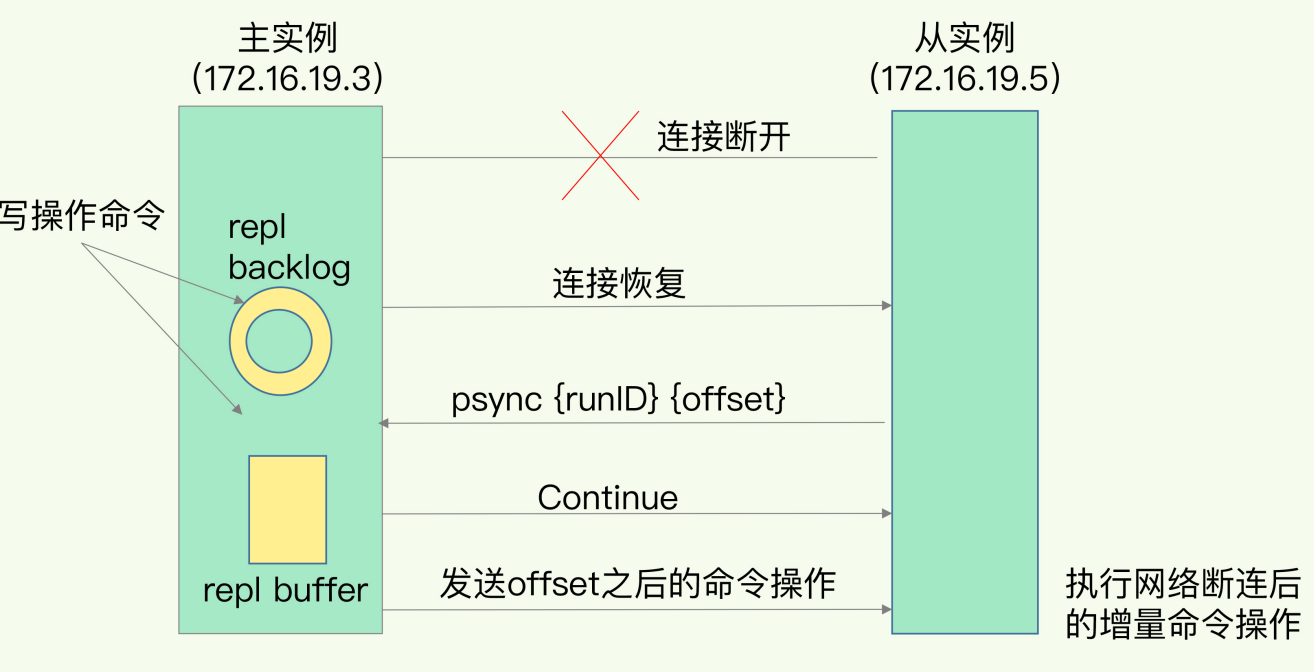 主实例
(172.16.19.3)
从实例
(172.16.19.5)
连接断开
写操作命令
repl
backlog
连接恢复
psync {runID} {offset}
Continue
repl buffer
发送offset之后的命令操作
执行网络断连后
的增量命令操作